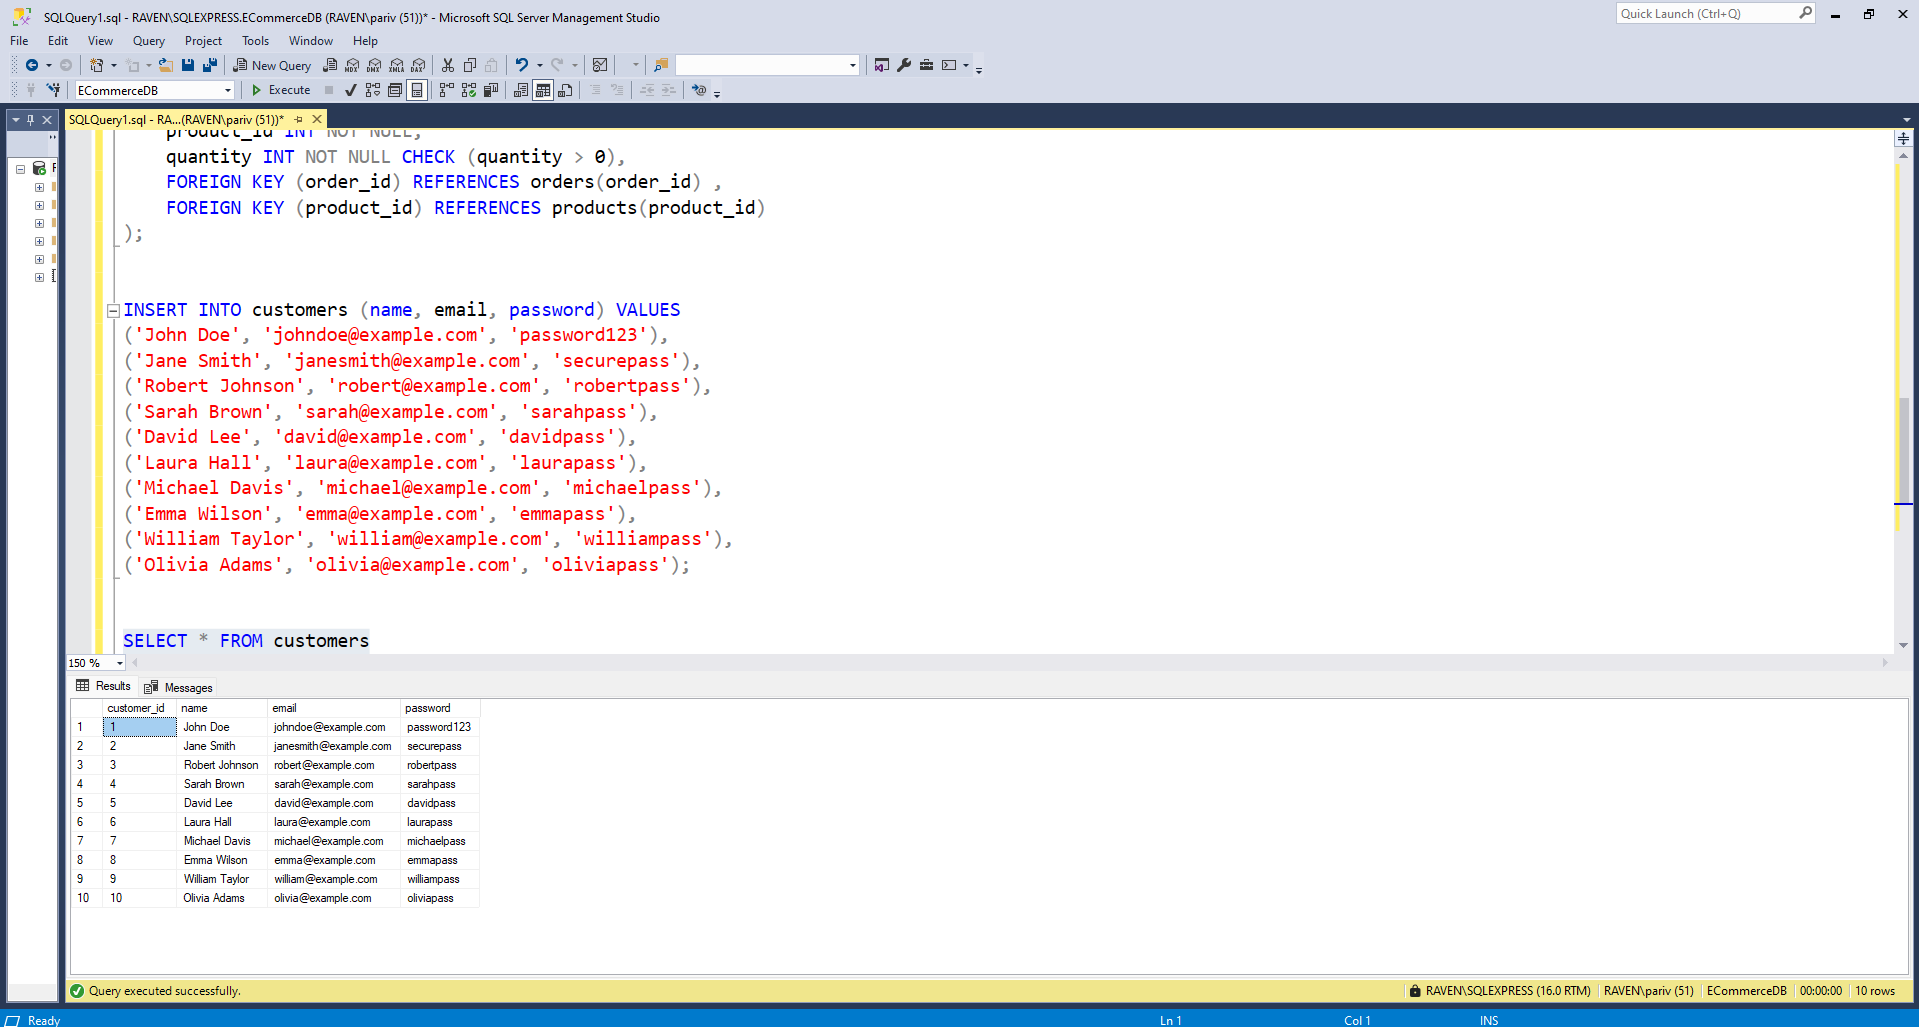 SQLQuery1.sql - RAVEN\SQLEXPRESS.ECommerceDB (RAVEN\pariv (51))* - Microsoft SQL Server Management Studio
Quick Launch (Ctrl+Q)
File Edit View Query Project Tools Window Help
New Query MDX DMX XMLA DAX
ECommerceDB Execute
SQLQuery1.sql - RA...(RAVEN\pariv (51))*
product_id INT NOT NULL,
quantity INT NOT NULL CHECK (quantity > 0),
FOREIGN KEY (order_id) REFERENCES orders(order_id) ,
FOREIGN KEY (product_id) REFERENCES products(product_id)
);
INSERT INTO customers (name, email, password) VALUES
('John Doe', 'johndoe@example.com', 'password123'),
('Jane Smith', 'janesmith@example.com', 'securepass'),
('Robert Johnson', 'robert@example.com', 'robertpass'),
('Sarah Brown', 'sarah@example.com', 'sarahpass'),
('David Lee', 'david@example.com', 'davidpass'),
('Laura Hall', 'laura@example.com', 'laurapass'),
('Michael Davis', 'michael@example.com', 'michaelpass'),
('Emma Wilson', 'emma@example.com', 'emmapass'),
('William Taylor', 'william@example.com', 'williampass'),
('Olivia Adams', 'olivia@example.com', 'oliviapass');
SELECT * FROM customers
150 %
Results Messages
customer_id name email password
1 1 John Doe johndoe@example.com password123
2 2 Jane Smith janesmith@example.com securepass
3 3 Robert Johnson robert@example.com robertpass
4 4 Sarah Brown sarah@example.com sarahpass
5 5 David Lee david@example.com davidpass
6 6 Laura Hall laura@example.com laurapass
7 7 Michael Davis michael@example.com michaelpass
8 8 Emma Wilson emma@example.com emmapass
9 9 William Taylor william@example.com williampass
10 10 Olivia Adams olivia@example.com oliviapass
Query executed successfully. RAVEN\SQLEXPRESS (16.0 RTM) RAVEN\pariv (51) ECommerceDB 00:00:00 10 rows
Ready Ln 1 Col 1 INS